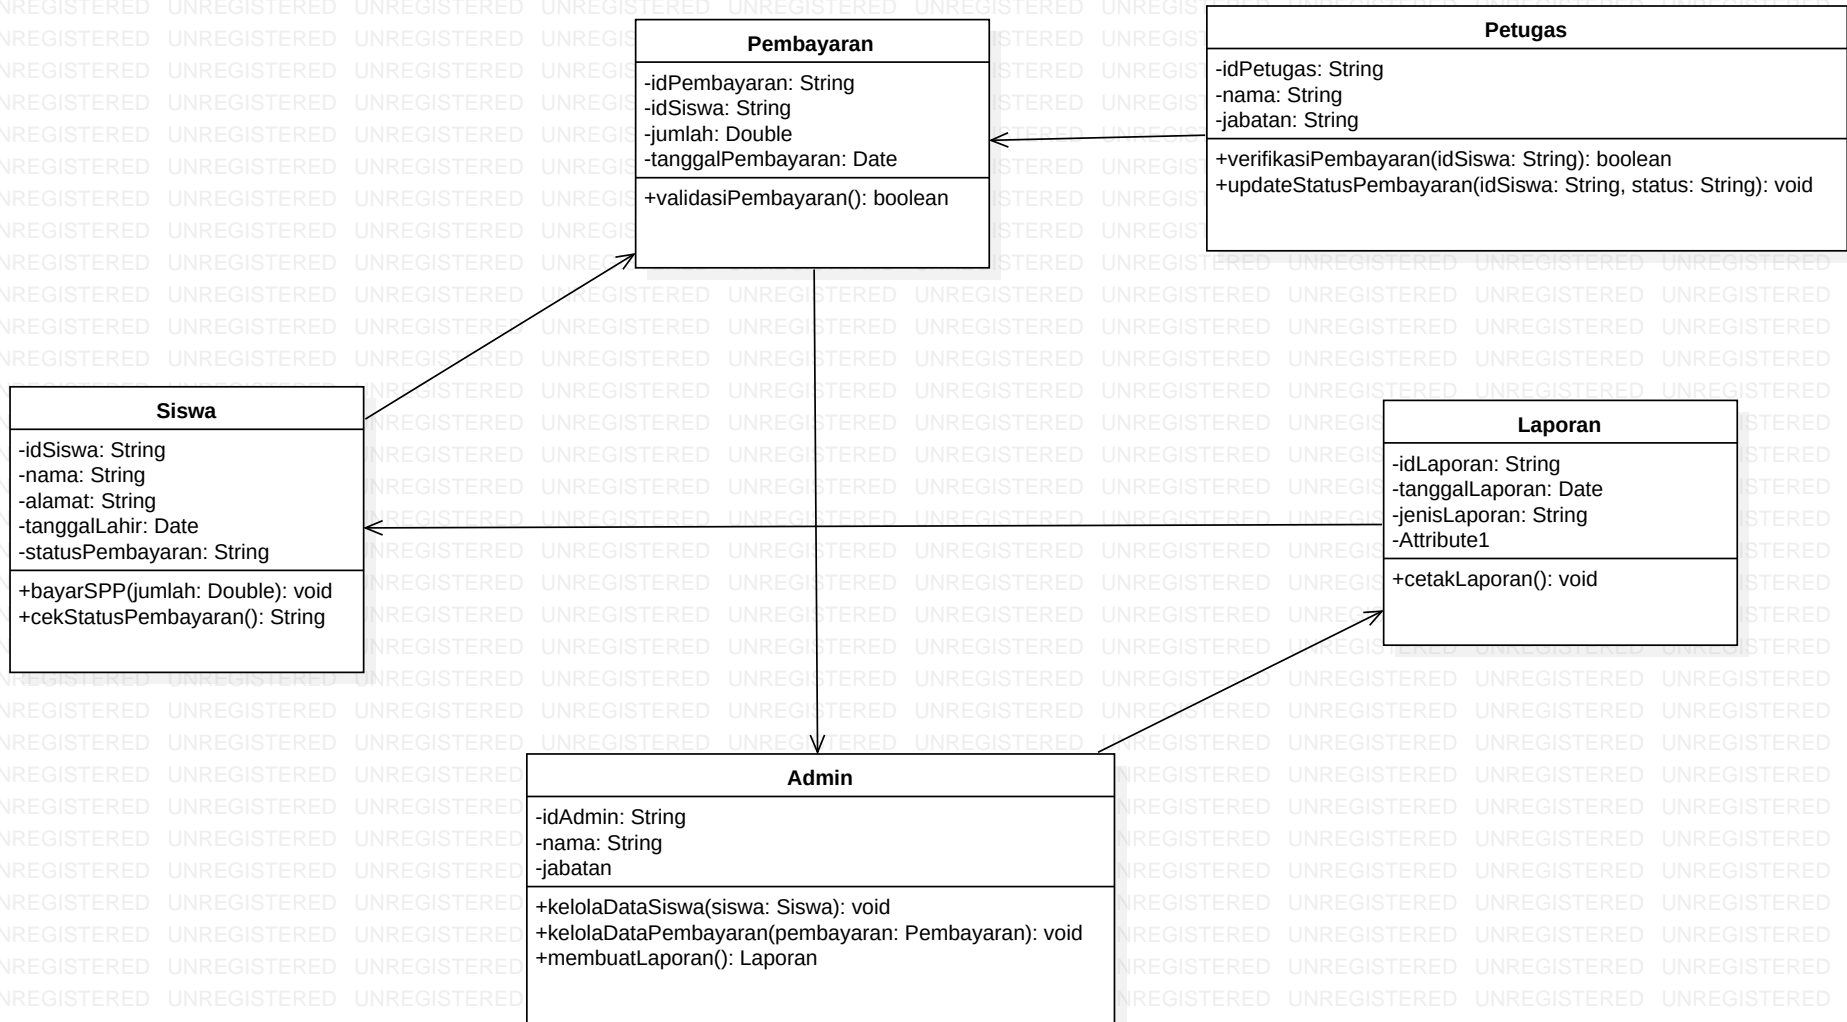 Pembayaran
-idPembayaran: String
-idSiswa: String
-jumlah: Double
-tanggalPembayaran: Date
+validasiPembayaran(): boolean
Petugas
-idPetugas: String
-nama: String
-jabatan: String
+verifikasiPembayaran(idSiswa: String): boolean
+updateStatusPembayaran(idSiswa: String, status: String): void
Siswa
-idSiswa: String
-nama: String
-alamat: String
-tanggalLahir: Date
-statusPembayaran: String
+bayarSPP(jumlah: Double): void
+cekStatusPembayaran(): String
Laporan
-idLaporan: String
-tanggalLaporan: Date
-jenisLaporan: String
-Attribute1
+cetakLaporan(): void
Admin
-idAdmin: String
-nama: String
-jabatan
+kelolaDataSiswa(siswa: Siswa): void
+kelolaDataPembayaran(pembayaran: Pembayaran): void
+membuatLaporan(): Laporan
UNREGISTERED